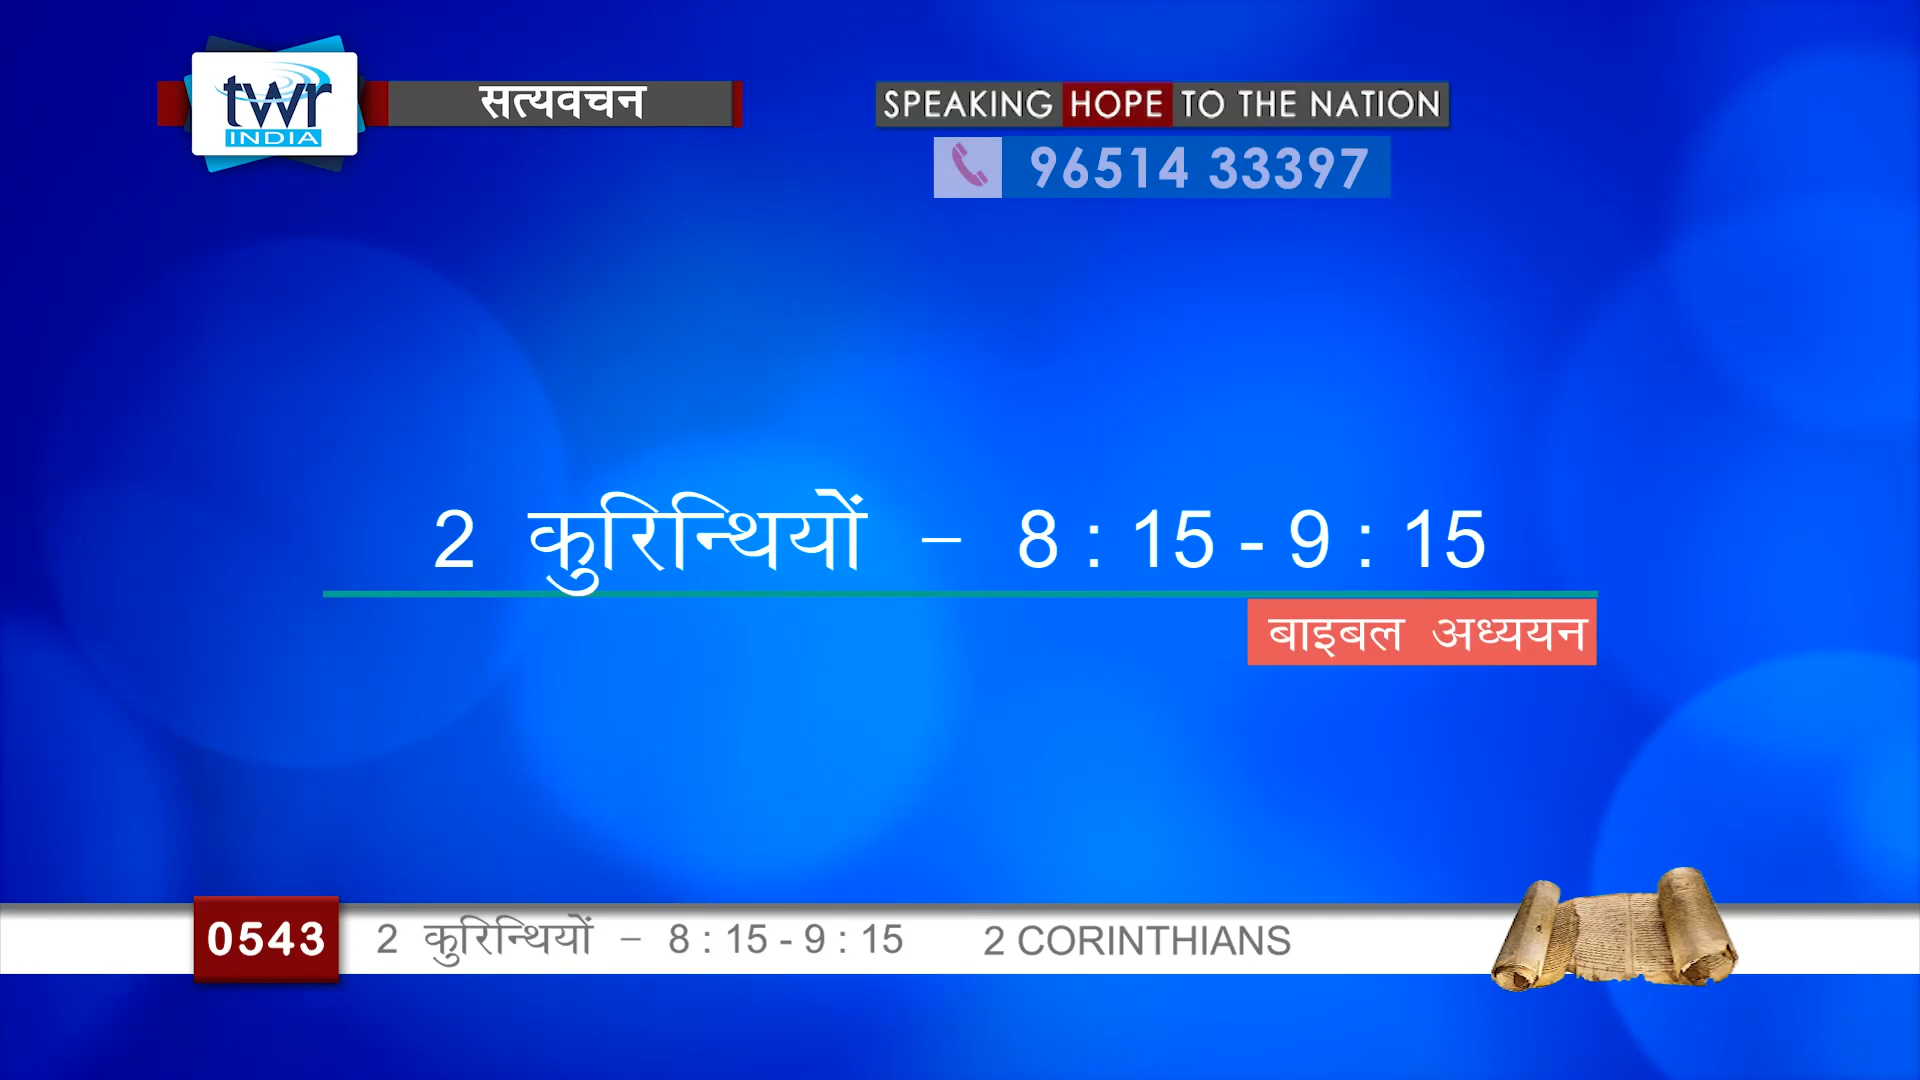 twr
INDIA
सत्यवचन
SPEAKING HOPE TO THE NATION
96514 33397
2 कुरिन्थियों - 8 : 15 - 9 : 15
बाइबल अध्ययन
0543 2 कुरिन्थियों - 8 : 15 - 9 : 15 2 CORINTHIANS